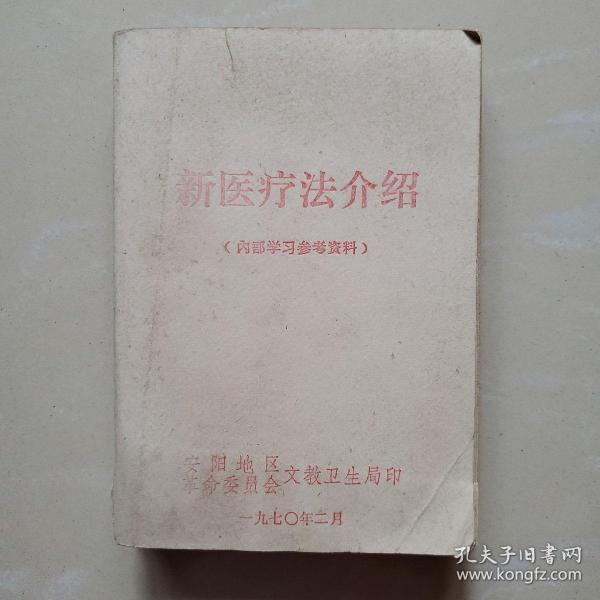 新医疗法介绍
（内部学习参考资料）
安阳地区
革命委员会 文教卫生局印
一九七〇年二月
孔夫子旧书网
www.kongfz.com